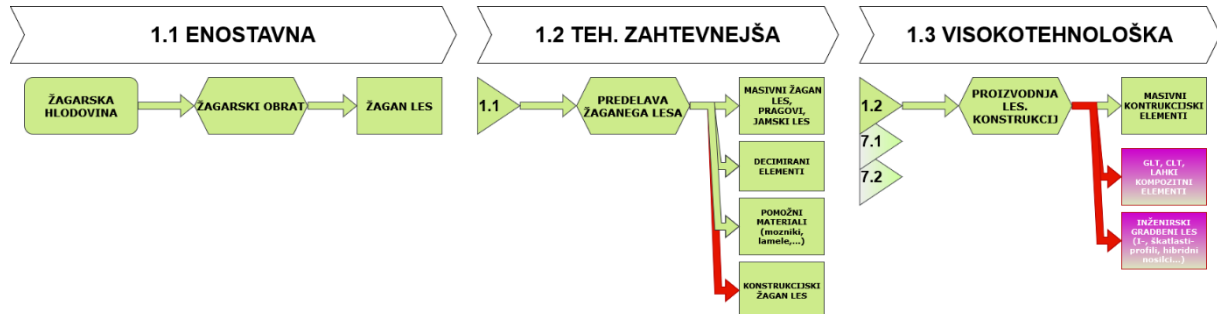 1.1 ENOSTAVNA
ŽAGARSKA
HLODOVINA
ŽAGARSKI OBRAT
ŽAGAN LES
1.2 TEH. ZAHTEVNEJŠA
1.1
PREDELAVA
ŽAGANEGA LESA
MASIVNI ŽAGAN
LES,
PRAGOVI,
JAMSKI LES
DECIMIRANI
ELEMENTI
POMOŽNI
MATERIALI
(mozniki,
lamele,...)
KONSTRUKCIJSKI
ŽAGAN LES
1.3 VISOKOTEHNOLOŠKA
1.2
7.1
7.2
PROIZVODNJA
LES.
KONSTRUKCIJ
MASIVNI
KONTRUKCIJSKI
ELEMENTI
GLT, CLT,
LAHKI
KOMPOZITNI
ELEMENTI
INŽENIRSKI
GRADBENI LES
(I-, škatlasti-
profili, hibridni
nosilci...)